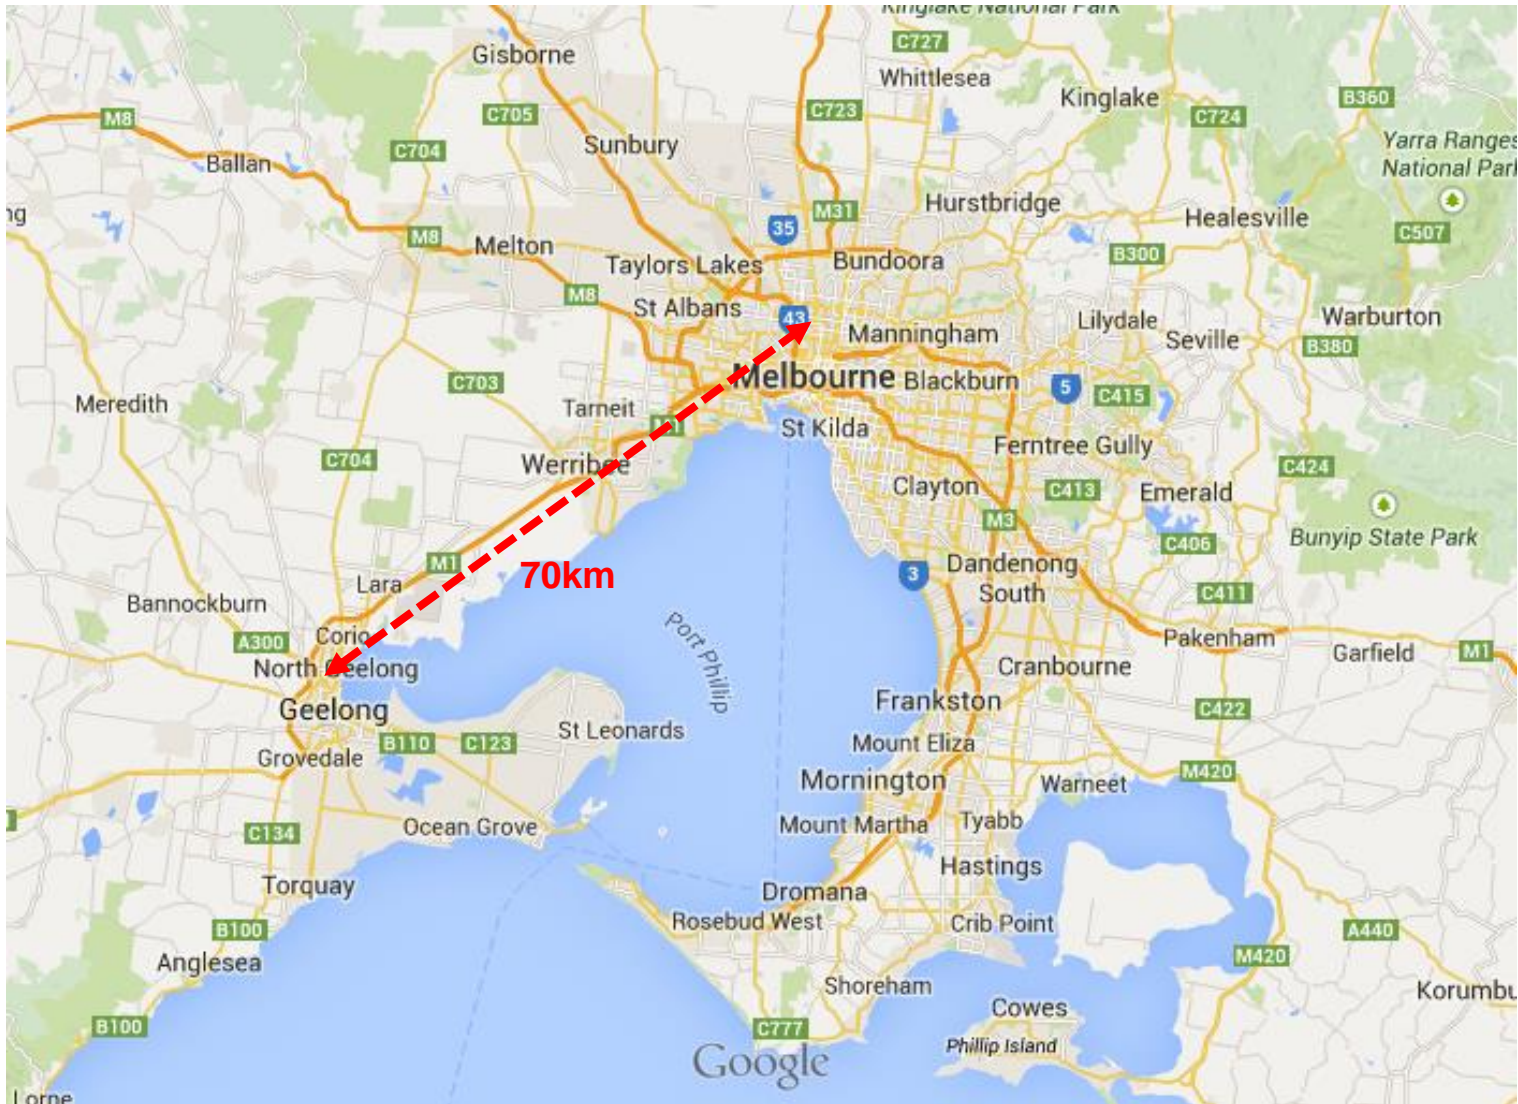 Kinglake National Park
Gisborne
C727
Whittlesea
Kinglake
B360
M8
C705
C723
C724
Sunbury
Yarra Ranges
National Park
C704
Ballan
Hurstbridge
Healesville
ng
M31
35
C507
M8
Melton
B300
Taylors Lakes
Bundoora
M8
St Albans
43
Manningham
Lilydale
Seville
Warburton
B380
Melbourne
Blackburn
5
C703
C415
Meredith
Tarneit
M1
St Kilda
Ferntree Gully
C704
Werribee
C424
Clayton
C413
Emerald
M3
Bunyip State Park
C406
M1
70km
3
Dandenong
South
Lara
Bannockburn
C411
A300
Corio
Port Phillip
Pakenham
Garfield
M1
North Geelong
Cranbourne
Geelong
Frankston
C422
B110
C123
St Leonards
Mount Eliza
Grovedale
Mornington
M420
Warneet
C134
Ocean Grove
Mount Martha
Tyabb
Hastings
Torquay
Dromana
Rosebud West
Crib Point
B100
A440
Anglesea
M420
Shoreham
Korumbu
Cowes
B100
C777
Phillip Island
Google
Lorne